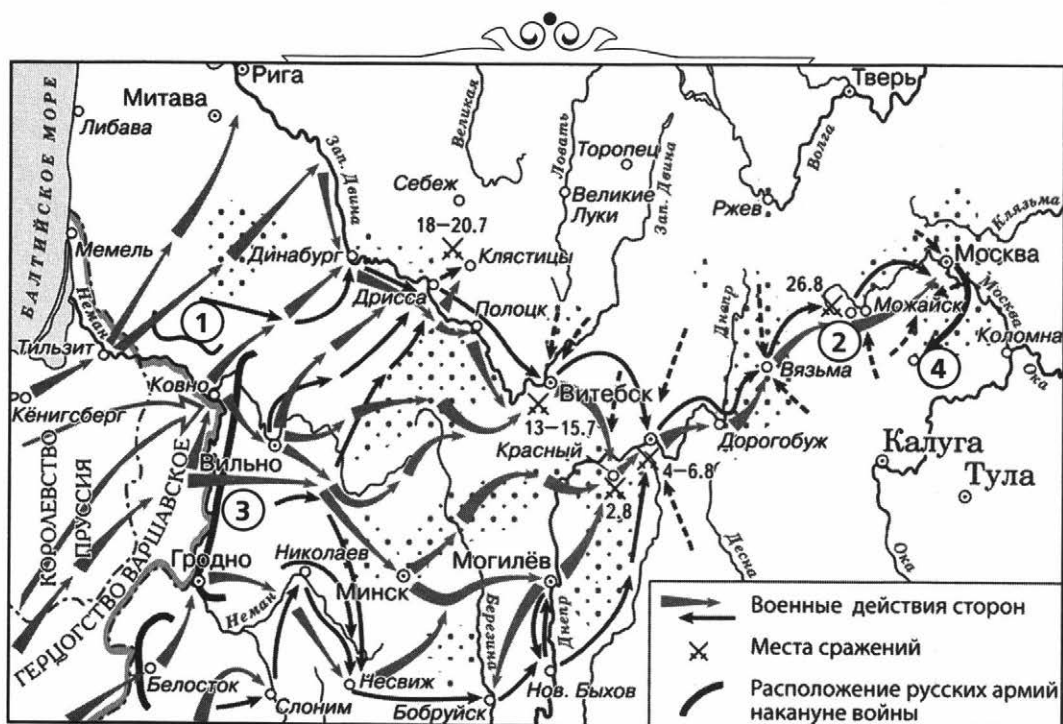 Рига
Тверь
Митава
Либава
БАЛТИЙСКОЕ МОРЕ
Зап. Двина
Великая
Ловать
Торопец
Зап. Двина
Волга
Себеж
Великие
Луки
Ржев
Клязьма
18–20.7
Мемель
Динабург
Клястицы
Москва
Дрисса
26.8
Можайск
Москва
Неман
1
Полоцк
Днепр
2
Коломна
Тильзит
Вязьма
4
Ока
Ковно
Витебск
Кёнигсберг
13–15.7
Дорогобуж
Калуга
Вильно
Красный
4–6.8
Тула
КОРОЛЕВСТВО
ПРУССИЯ
ГЕРЦОГСТВО ВАРШАВСКОЕ
3
2.8
Гродно
Николаев
Минск
Могилёв
Десна
Ока
Неман
Березина
Днепр
Белосток
Слоним
Несвиж
Бобруйск
Нов. Быхов
Военные действия сторон
Места сражений
Расположение русских армий
накануне войны